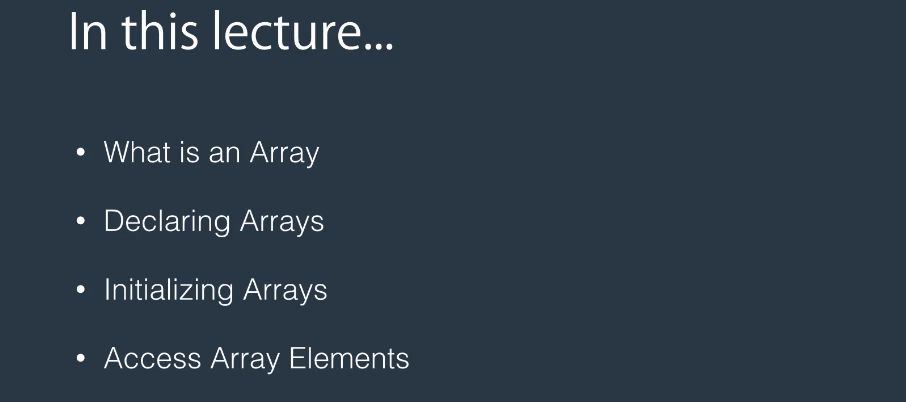 In this lecture...
• What is an Array
• Declaring Arrays
• Initializing Arrays
• Access Array Elements